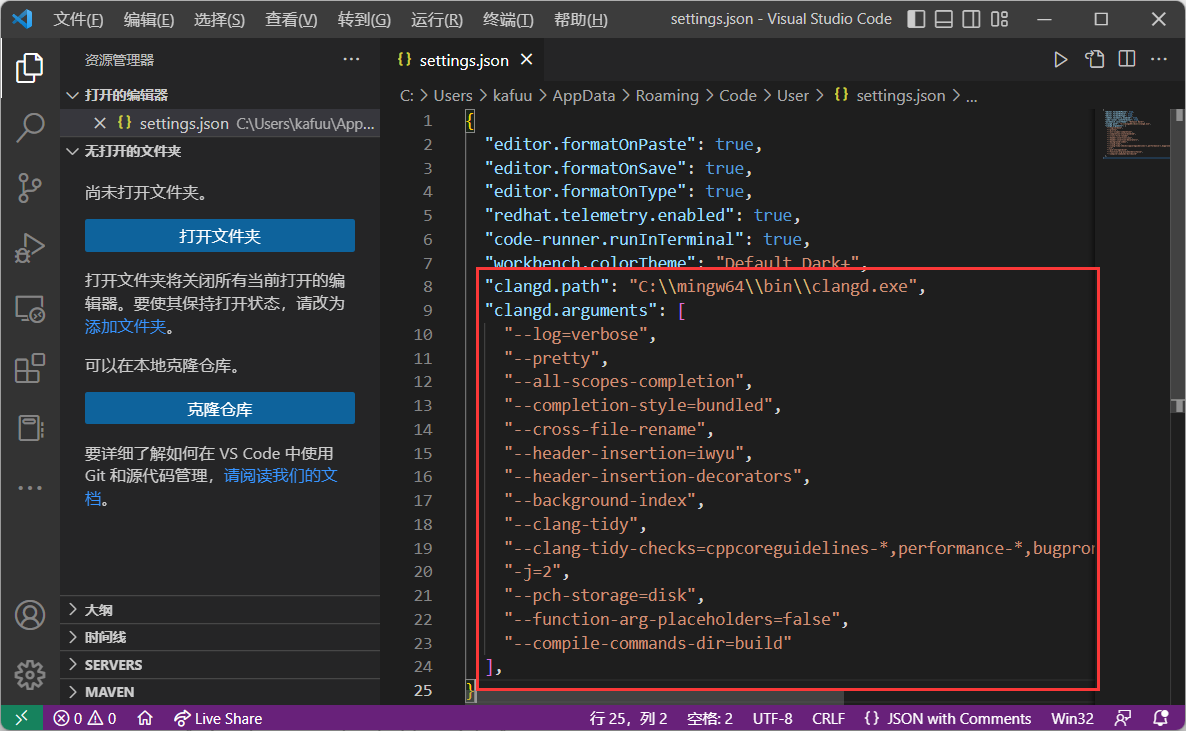 文件(F) 编辑(E) 选择(S) 查看(V) 转到(G) 运行(R) 终端(T) 帮助(H) settings.json - Visual Studio Code
资源管理器
打开的编辑器
settings.json C:\Users\kafuu\App...
无打开的文件夹
尚未打开文件夹。
打开文件夹
打开文件夹将关闭所有当前打开的编
辑器。要使其保持打开状态，请改为
添加文件夹。
可以在本地克隆仓库。
克隆仓库
要详细了解如何在 VS Code 中使用
Git 和源代码管理，请阅读我们的文
档。
大纲
时间线
SERVERS
MAVEN
{} settings.json
C: > Users > kafuu > AppData > Roaming > Code > User > {} settings.json > ...
1 {
2 "editor.formatOnPaste": true,
3 "editor.formatOnSave": true,
4 "editor.formatOnType": true,
5 "redhat.telemetry.enabled": true,
6 "code-runner.runInTerminal": true,
7 "workbench.colorTheme": "Default Dark+",
8 "clangd.path": "C:\\mingw64\\bin\\clangd.exe",
9 "clangd.arguments": [
10 "--log=verbose",
11 "--pretty",
12 "--all-scopes-completion",
13 "--completion-style=bundled",
14 "--cross-file-rename",
15 "--header-insertion=iwyu",
16 "--header-insertion-decorators",
17 "--background-index",
18 "--clang-tidy",
19 "--clang-tidy-checks=cppcoreguidelines-*,performance-*,bugpron
20 "-j=2",
21 "--pch-storage=disk",
22 "--function-arg-placeholders=false",
23 "--compile-commands-dir=build"
24 ],
25 }
0 0 Live Share 行 25，列 2 空格: 2 UTF-8 CRLF {} JSON with Comments Win32